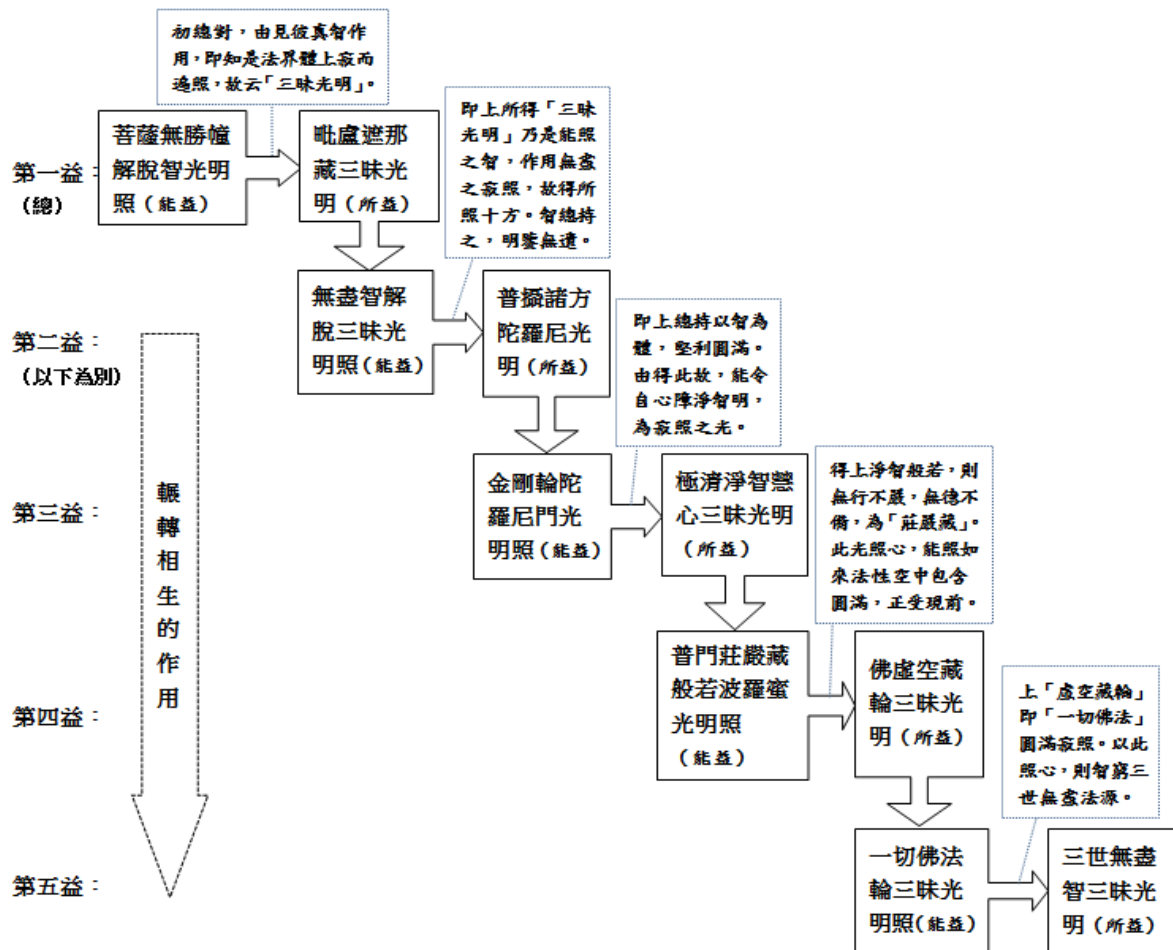 初總對，由見彼真智作
用，即知是法界體上寂而
遍照，故云「三昧光明」。
即上所得「三昧
光明」乃是能照
之智，作用無盡
之寂照，故得所
照十方。智總持
之，明鑒無遺。
第一益：
（總）
菩薩無勝幢
解脫智光明
照（能益）
毗盧遮那
藏三昧光
明（所益）
第二益：
（以下為別）
無盡智解
脫三昧光
明照（能益）
普攝諸方
陀羅尼光
明（所益）
即上總持以智為
體，堅利圓滿。
由得此故，能令
自心障淨智明，
為寂照之光。
輾轉相生的作用
第三益：
金剛輪陀
羅尼門光
明照（能益）
極清淨智慧
心三昧光明
（所益）
得上淨智般若，則
無行不嚴，無德不
備，為「莊嚴藏」。
此光照心，能照如
來法性空中包含
圓滿，正受現前。
第四益：
普門莊嚴藏
般若波羅蜜
光明照
（能益）
佛虛空藏
輪三昧光
明（所益）
上「虛空藏輪」
即「一切佛法」
圓滿寂照。以此
照心，則智窮三
世無盡法源。
第五益：
一切佛法
輪三昧光
明照（能益）
三世無盡
智三昧光
明（所益）